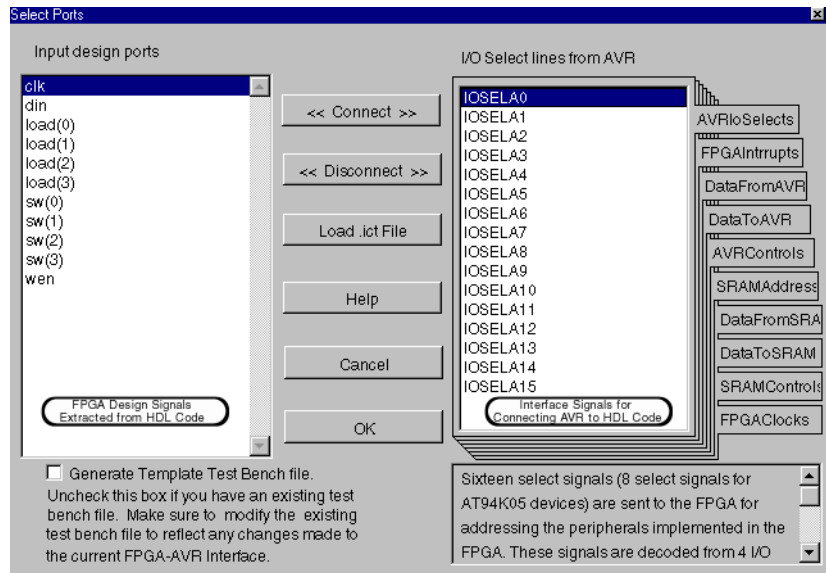 Select Ports
Input design ports
clk
din
load(0)
load(1)
load(2)
load(3)
sw(0)
sw(1)
sw(2)
sw(3)
wen
FPGA Design Signals
Extracted from HDL Code
<< Connect >>
<< Disconnect >>
Load .ict File
Help
Cancel
OK
I/O Select lines from AVR
IOSELA0
IOSELA1
IOSELA2
IOSELA3
IOSELA4
IOSELA5
IOSELA6
IOSELA7
IOSELA8
IOSELA9
IOSELA10
IOSELA11
IOSELA12
IOSELA13
IOSELA14
IOSELA15
Interface Signals for
Connecting AVR to HDL Code
AVRIoSelects
FPGAIntrrupts
DataFromAVR
DataToAVR
AVRControls
SRAMAddress
DataFromSRA
DataToSRAM
SRAMControls
FPGAClocks
Generate Template Test Bench file.
Uncheck this box if you have an existing test
bench file. Make sure to modify the existing
test bench file to reflect any changes made to
the current FPGA-AVR Interface.
Sixteen select signals (8 select signals for
AT94K05 devices) are sent to the FPGA for
addressing the peripherals implemented in the
FPGA. These signals are decoded from 4 I/O